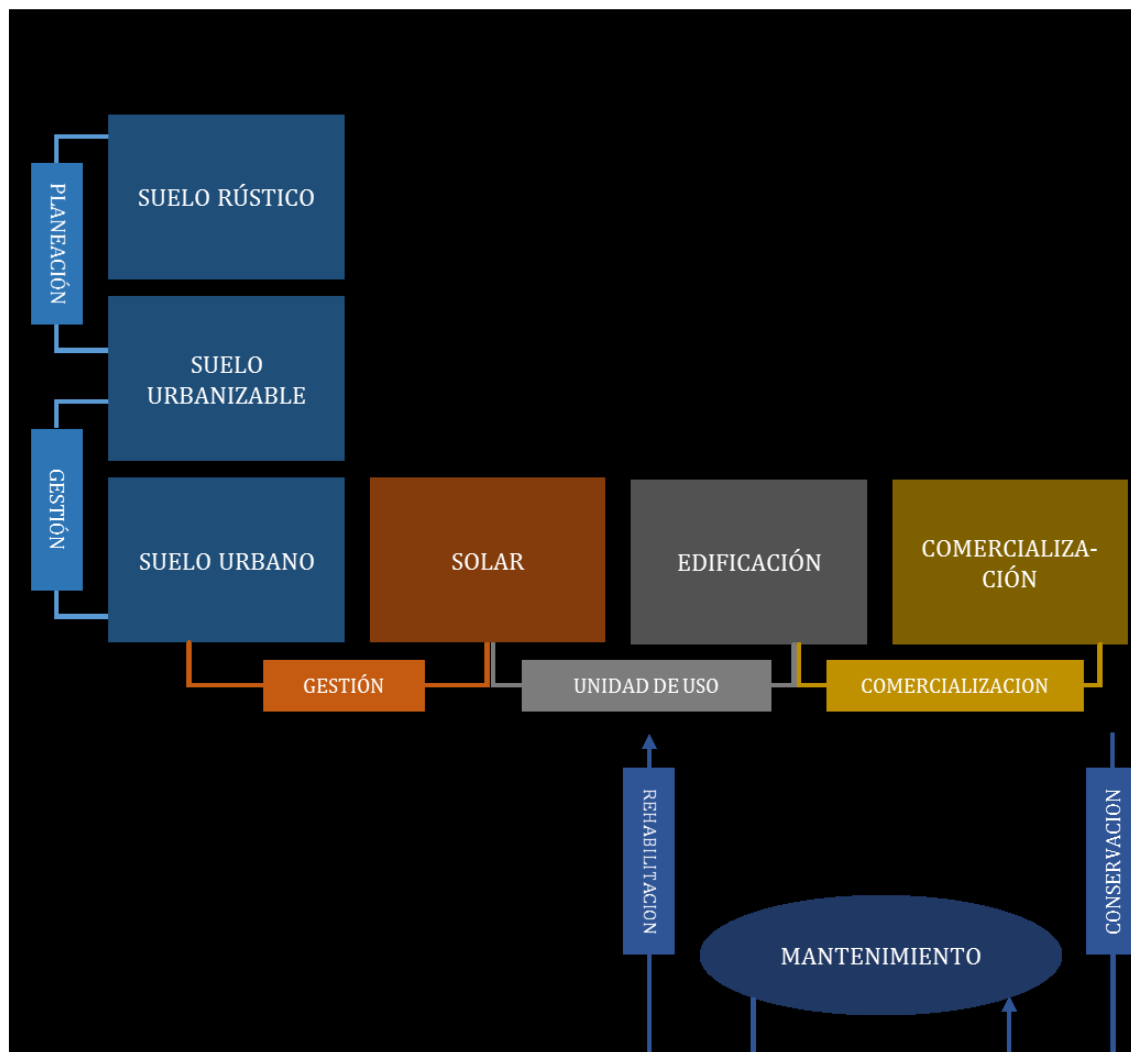 PLANEACIÓN
SUELO RÚSTICO
SUELO
URBANIZABLE
GESTIÓN
SUELO URBANO
SOLAR
EDIFICACIÓN
COMERCIALIZA-
CIÓN
GESTIÓN
UNIDAD DE USO
COMERCIALIZACION
REHABILITACION
CONSERVACION
MANTENIMIENTO